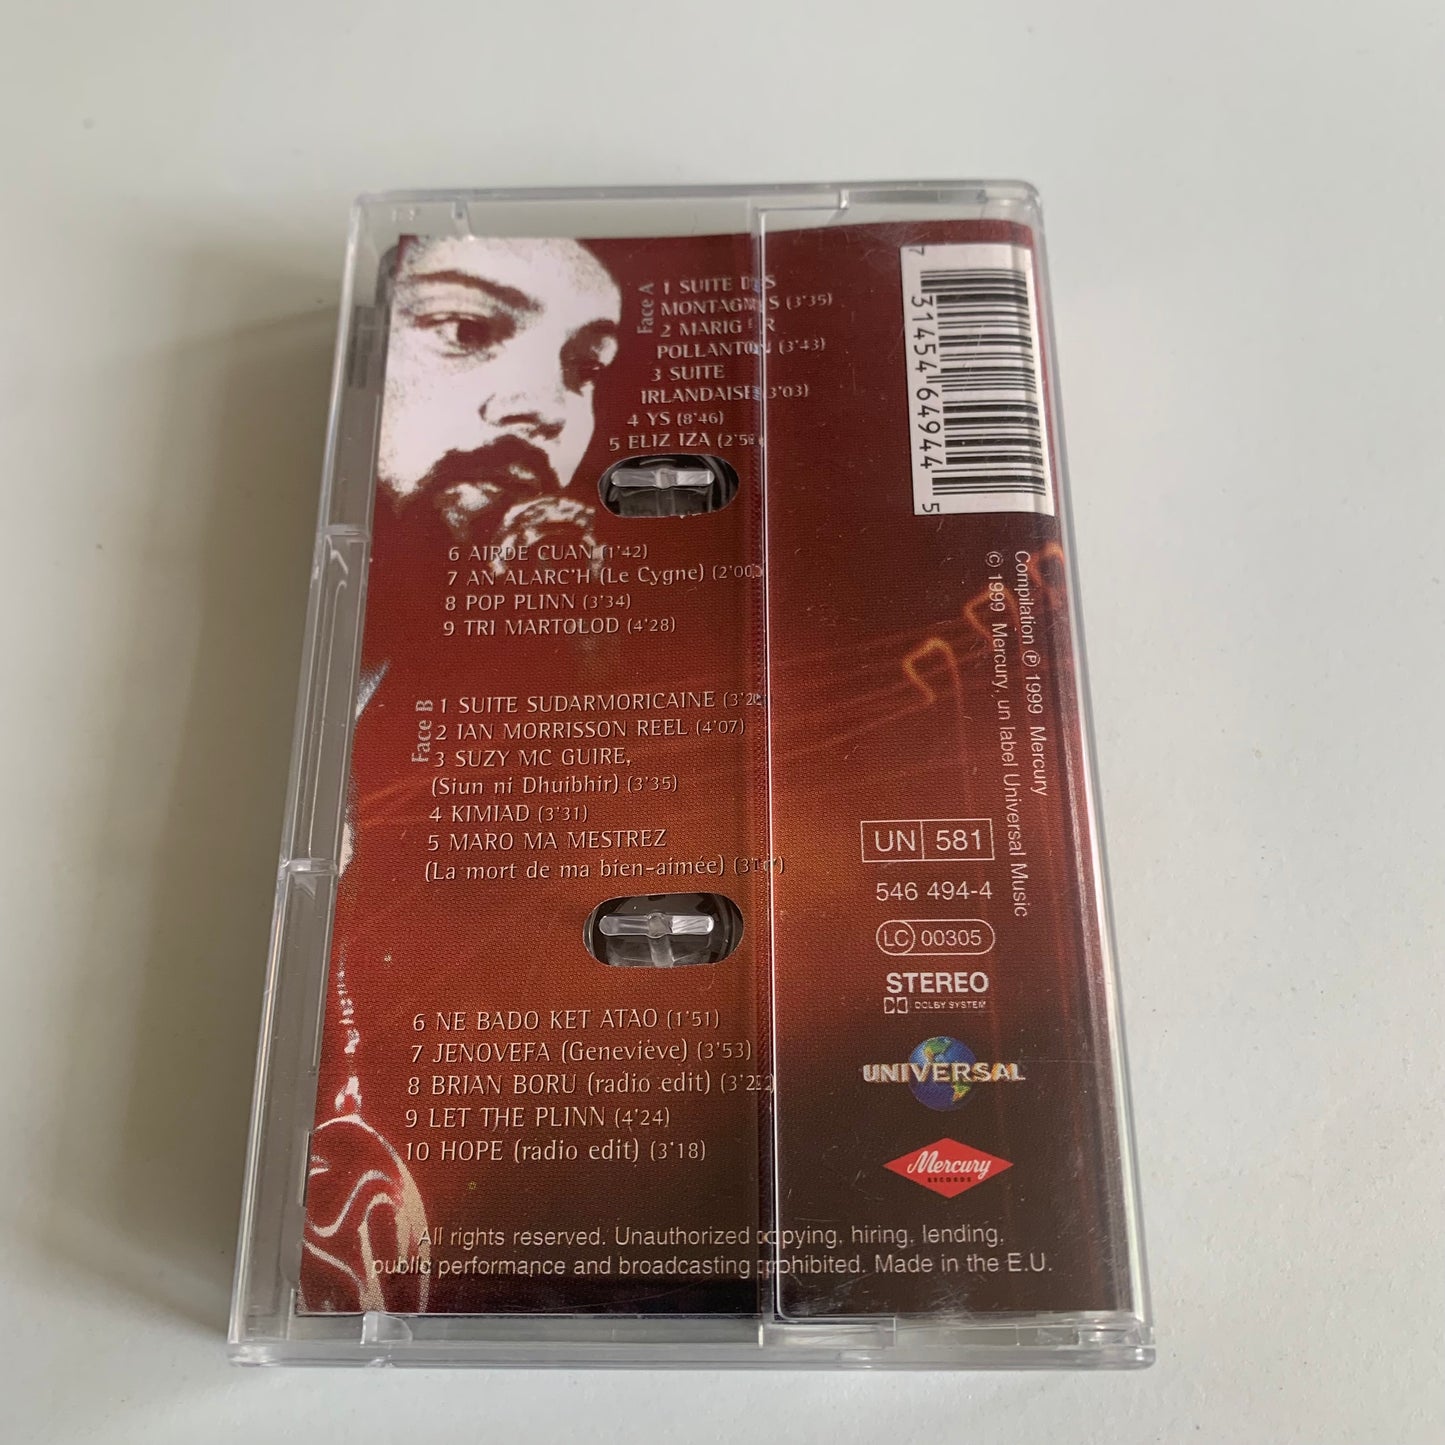 Face A
1 SUITE DES
MONTAGNES (3'35)
2 MARIG ER
POLLANTON (3'43)
3 SUITE
IRLANDAISE (3'03)
4 YS (8'46)
5 ELIZ IZA
6 AIRDE CUAN (1'42)
7 AN ALARC'H (Le Cygne) (2'00)
8 POP PLINN (3'34)
9 TRI MARTOLOD (4'28)
Face B
1 SUITE SUDARMORICAINE
2 IAN MORRISSON REEL (4'07)
3 SUZY MC GUIRE,
(Siun ni Dhuibhir) (3'35)
4 KIMIAD (3'31)
5 MARO MA MESTREZ
(La mort de ma bien-aimée)
6 NE BADO KET ATAO (1'51)
7 JENOVEFA (Geneviève) (3'53)
8 BRIAN BORU (radio edit)
9 LET THE PLINN (4'24)
10 HOPE (radio edit) (3'18)
7 31454 64944 5
Compilation ℗ 1999 Mercury
© 1999 Mercury, un label Universal Music
UN 581
546 494-4
LC 00305
STEREO
DOLBY SYSTEM
UNIVERSAL
Mercury
RECORDS
All rights reserved. Unauthorized copying, hiring, lending,
public performance and broadcasting prohibited. Made in the E.U.